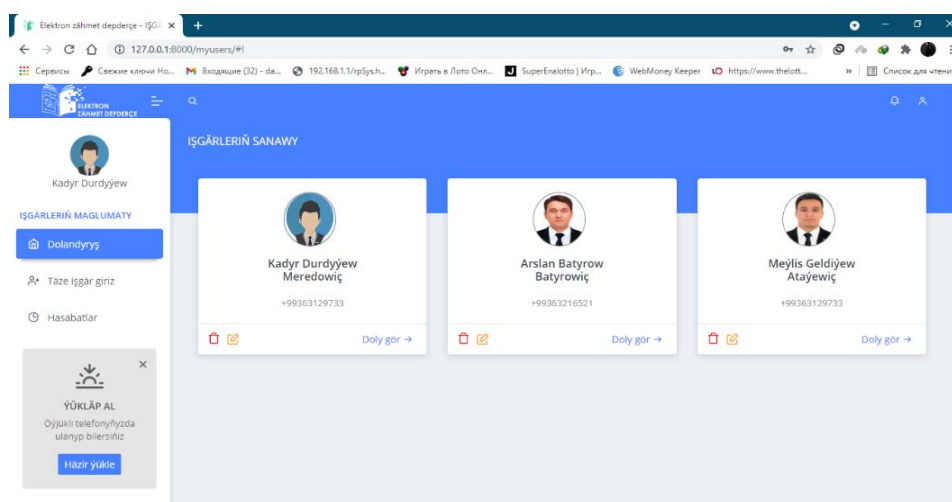 Elektron zähmet depderçe - IŞGÄ
127.0.0.1:8000/myusers/#!
Сервисы
Свежие ключи Но...
Входящие (32) - da...
192.168.1.1/rpSys.h...
Играть в Лото Онл...
SuperEnalotto | Игр...
WebMoney Keeper
https://www.thelott...
»
Список для чтени
ELEKTRON
ZÄHMET DEPDERÇE
Kadyr Durdyýew
IŞGÄRLERIŇ MAGLUMATY
Dolandyryş
Täze işgär giriz
Hasabatlar
ÝÜKLÄP AL
Öýjükli telefonyňyzda
ulanyp bilersiňiz
Häzir ýükle
IŞGÄRLERIŇ SANAWY
Kadyr Durdyýew
Meredowiç
+99363129733
Doly gör →
Arslan Batyrow
Batyrowiç
+99363216521
Doly gör →
Meýlis Geldiýew
Ataýewiç
+99363129733
Doly gör →